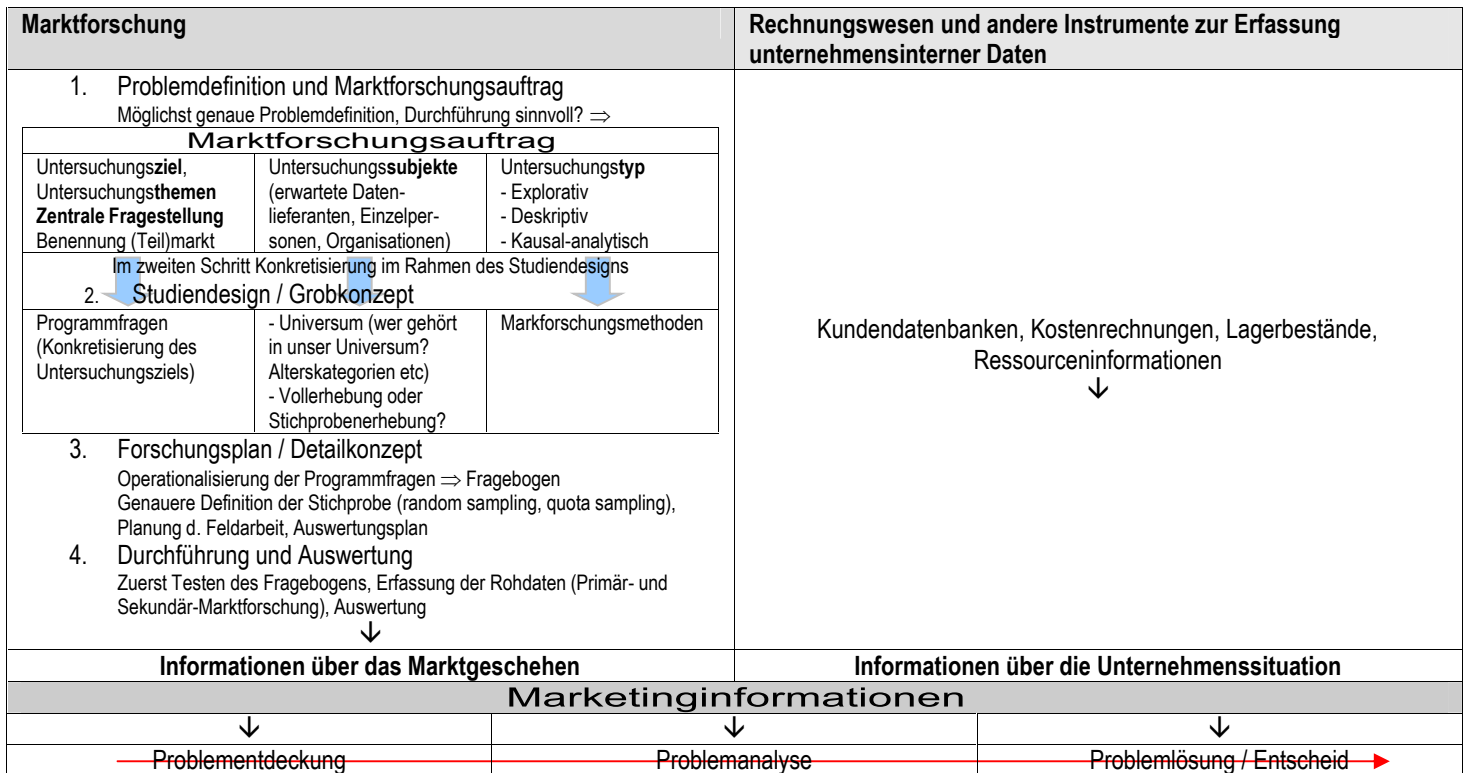 Marktforschung
Rechnungswesen und andere Instrumente zur Erfassung
unternehmensinterner Daten
1. Problemdefinition und Marktforschungsauftrag
Möglichst genaue Problemdefinition, Durchführung sinnvoll? ⇒
Marktforschungsauftrag
Untersuchungsziel,
Untersuchungsthemen
Zentrale Fragestellung
Benennung (Teil)markt
Untersuchungssubjekte
(erwartete Daten-
lieferanten, Einzelper-
sonen, Organisationen)
Untersuchungstyp
- Explorativ
- Deskriptiv
- Kausal-analytisch
Im zweiten Schritt Konkretisierung im Rahmen des Studiendesigns
2. Studiendesign / Grobkonzept
Programmfragen
(Konkretisierung des
Untersuchungsziels)
- Universum (wer gehört
in unser Universum?
Alterskategorien etc)
- Vollerhebung oder
Stichprobenerhebung?
Markforschungsmethoden
3. Forschungsplan / Detailkonzept
Operationalisierung der Programmfragen ⇒ Fragebogen
Genauere Definition der Stichprobe (random sampling, quota sampling),
Planung d. Feldarbeit, Auswertungsplan
4. Durchführung und Auswertung
Zuerst Testen des Fragebogens, Erfassung der Rohdaten (Primär- und
Sekundär-Marktforschung), Auswertung
↓
Kundendatenbanken, Kostenrechnungen, Lagerbestände,
Ressourceninformationen
↓
Informationen über das Marktgeschehen
Informationen über die Unternehmenssituation
Marketinginformationen
↓ ↓ ↓
Problementdeckung
Problemanalyse
Problemlösung / Entscheid